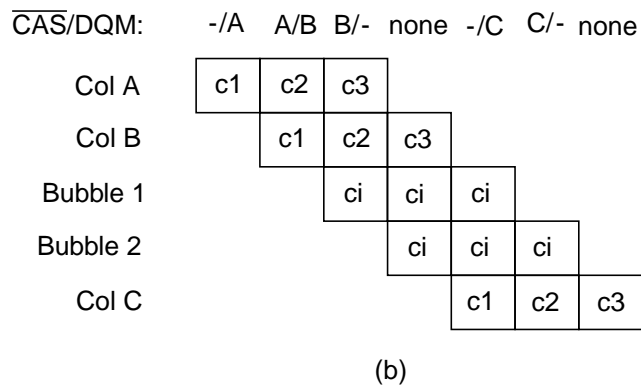 CAS/DQM: -/A A/B B/- none -/C C/- none
Col A c1 c2 c3
Col B c1 c2 c3
Bubble 1 ci ci ci
Bubble 2 ci ci ci
Col C c1 c2 c3
(b)